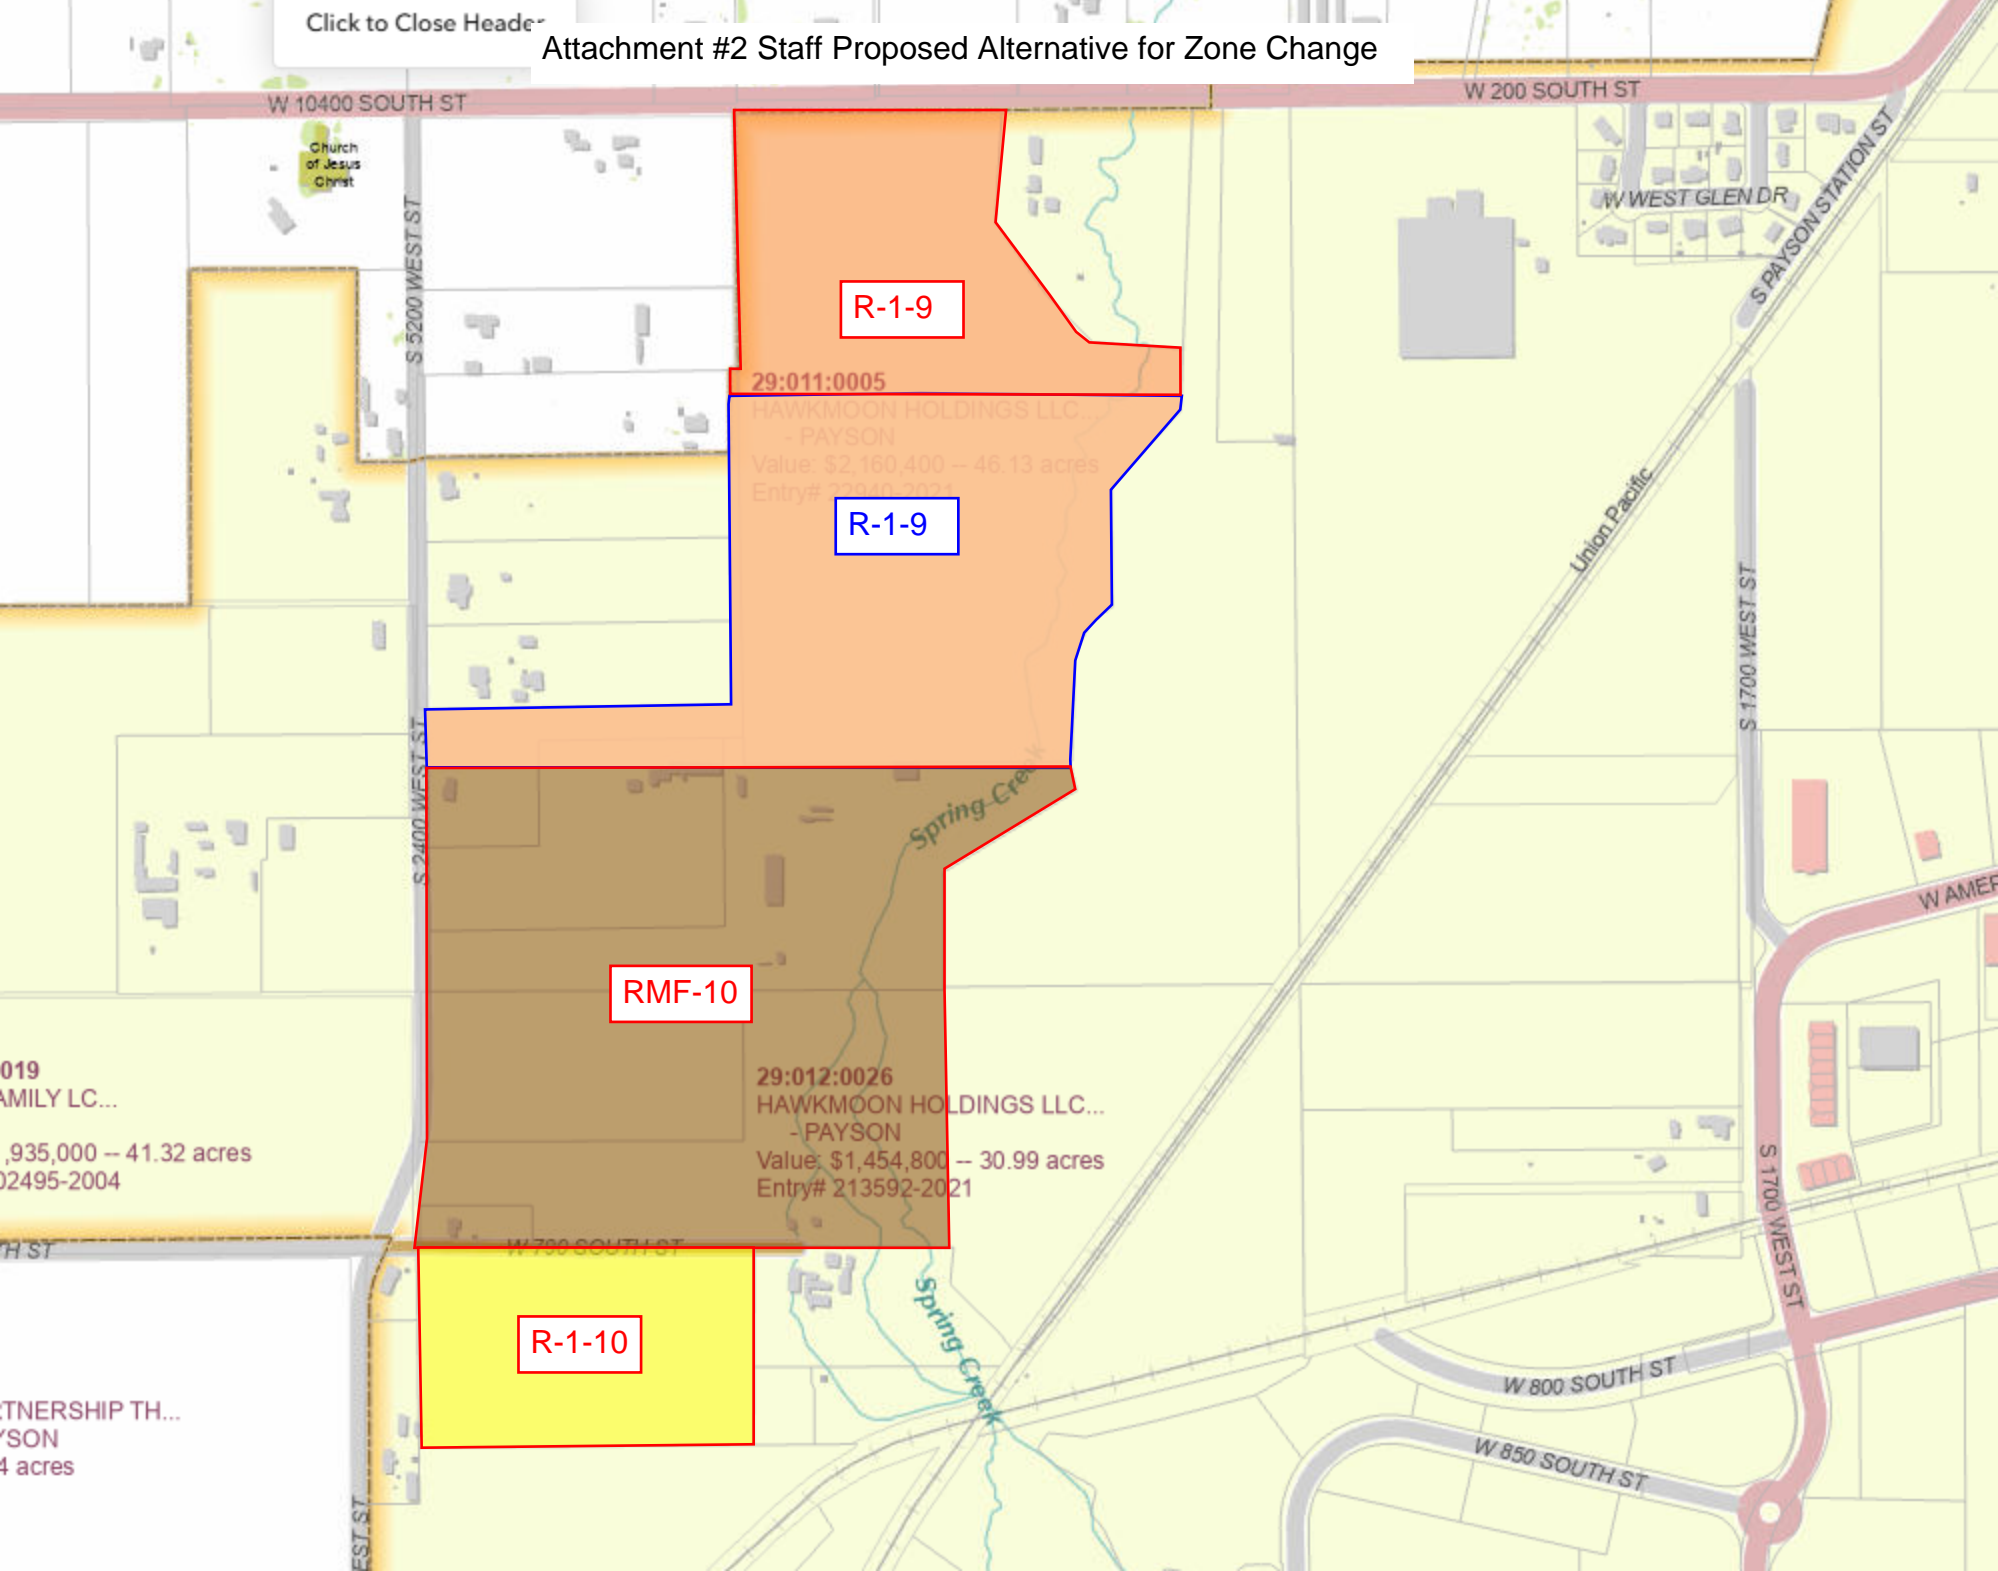 Click to Close Header
Attachment #2 Staff Proposed Alternative for Zone Change
W 10400 SOUTH ST
W 200 SOUTH ST
Church
of Jesus
Christ
S 5200 WEST ST
W WEST GLEN DR
S PAYSON STATION ST
R-1-9
29:011:0005
HAWKMOON HOLDINGS LLC...
- PAYSON
Value: $2,160,400 -- 46.13 acres
Entry# 22940-2021
R-1-9
Union Pacific
S 1700 WEST ST
S 2400 WEST ST
Spring Creek
W AMER
RMF-10
019
AMILY LC...
,935,000 -- 41.32 acres
02495-2004
29:012:0026
HAWKMOON HOLDINGS LLC...
- PAYSON
Value: $1,454,800 -- 30.99 acres
Entry# 213592-2021
S 1700 WEST ST
TH ST
W 700 SOUTH ST
R-1-10
Spring Creek
W 800 SOUTH ST
TNERSHIP TH...
YSON
4 acres
W 850 SOUTH ST
EST ST